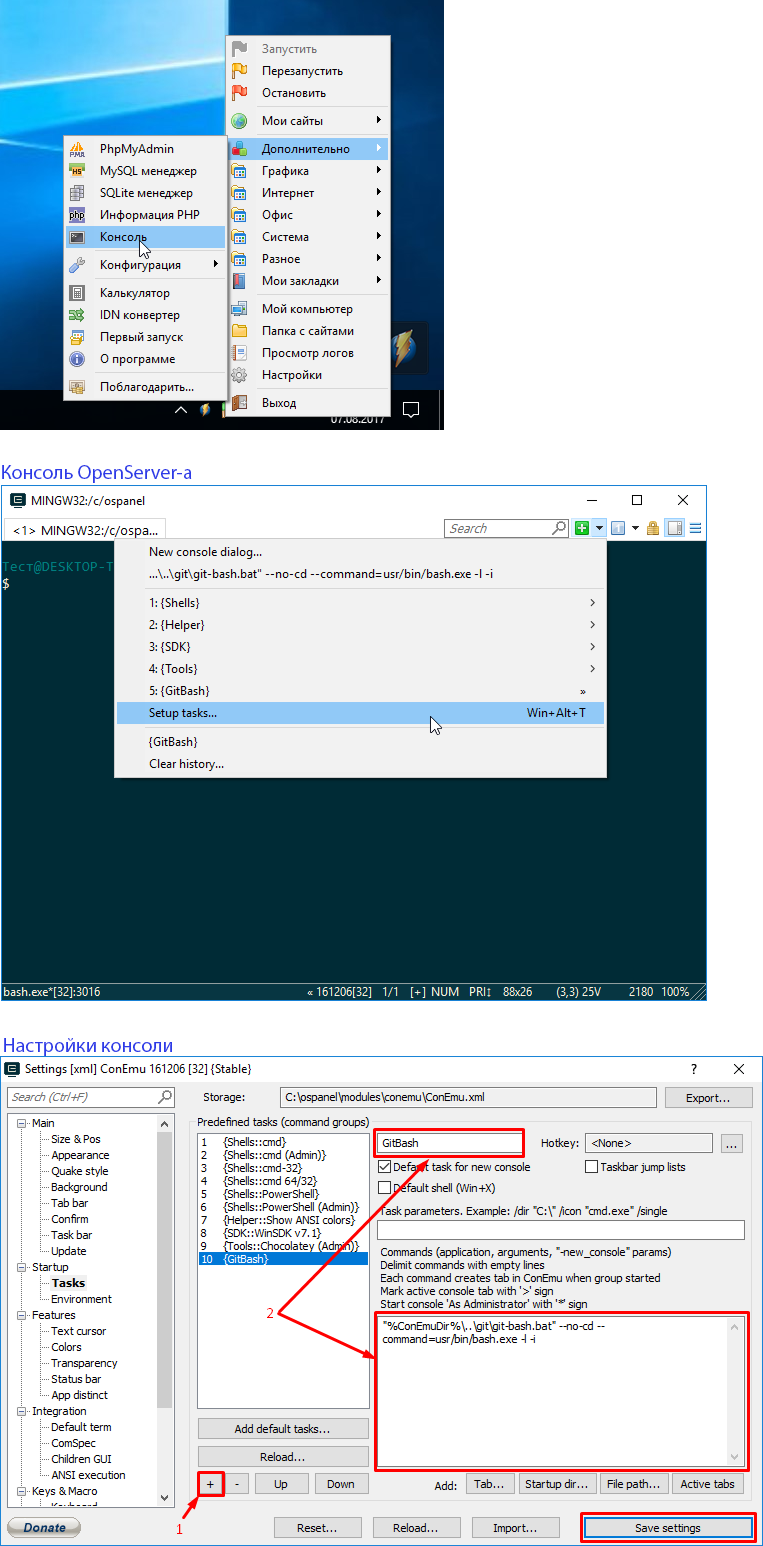 Запустить
Перезапустить
Остановить
Мои сайты
Дополнительно
Графика
Интернет
Офис
Система
Разное
Мои закладки
Мой компьютер
Папка с сайтами
Просмотр логов
Настройки
Выход
PhpMyAdmin
MySQL менеджер
SQLite менеджер
Информация PHP
Консоль
Конфигурация
Калькулятор
IDN конвертер
Первый запуск
О программе
Поблагодарить...
07.08.2017
Консоль OpenServer-а
MINGW32:/c/ospanel
<1> MINGW32:/c/ospa...
Search
Тест@DESKTOP-T
$
New console dialog...
...\..\git\git-bash.bat" --no-cd --command=usr/bin/bash.exe -l -i
1: {Shells}
2: {Helper}
3: {SDK}
4: {Tools}
5: {GitBash} »
Setup tasks... Win+Alt+T
{GitBash}
Clear history...
bash.exe*[32]:3016 « 161206[32] 1/1 [+] NUM PRI↕ 88x26 (3,3) 25V 2180 100%
Настройки консоли
Settings [xml] ConEmu 161206 [32] {Stable} ?
Search (Ctrl+F)
Storage: C:\ospanel\modules\conemu\ConEmu.xml Export...
Main
Size & Pos
Appearance
Quake style
Background
Tab bar
Confirm
Task bar
Update
Startup
Tasks
Environment
Features
Text cursor
Colors
Transparency
Status bar
App distinct
Integration
Default term
ComSpec
Children GUI
ANSI execution
Keys & Macro
Keyboard
Predefined tasks (command groups)
1 {Shells::cmd}
2 {Shells::cmd (Admin)}
3 {Shells::cmd-32}
4 {Shells::cmd 64/32}
5 {Shells::PowerShell}
6 {Shells::PowerShell (Admin)}
7 {Helper::Show ANSI colors}
8 {SDK::WinSDK v7.1}
9 {Tools::Chocolatey (Admin)}
10 {GitBash}
GitBash Hotkey: <None> ...
Default task for new console Taskbar jump lists
Default shell (Win+X)
Task parameters. Example: /dir "C:\" /icon "cmd.exe" /single
Commands (application, arguments, "-new_console" params)
Delimit commands with empty lines
Each command creates tab in ConEmu when group started
Mark active console tab with '>' sign
Start console 'As Administrator' with '*' sign
2
"%ConEmuDir%\..\git\git-bash.bat" --no-cd --
command=usr/bin/bash.exe -l -i
Add default tasks...
Reload...
+ - Up Down Add: Tab... Startup dir... File path... Active tabs
1
Donate Reset... Reload... Import... Save settings